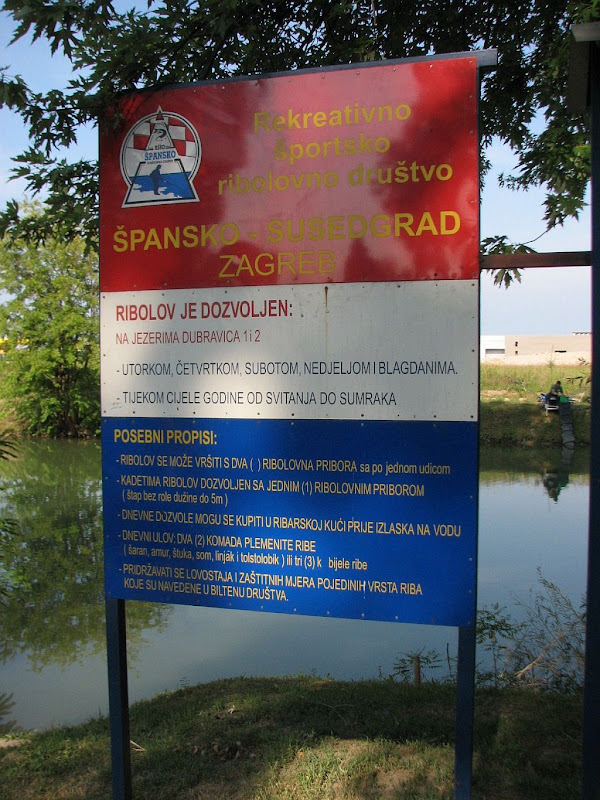 ŠRD
ŠPANSKO
Rekreativno
športsko
ribolovno društvo
ŠPANSKO - SUSEDGRAD
ZAGREB
RIBOLOV JE DOZVOLJEN:
NA JEZERIMA DUBRAVICA 1 i 2
- UTORKOM, ČETVRTKOM, SUBOTOM, NEDJELJOM I BLAGDANIMA.
- TIJEKOM CIJELE GODINE OD SVITANJA DO SUMRAKA
POSEBNI PROPISI:
- RIBOLOV SE MOŽE VRŠITI S DVA ( ) RIBOLOVNA PRIBORA sa po jednom udicom
- KADETIMA RIBOLOV DOZVOLJEN SA JEDNIM (1) RIBOLOVNIM PRIBOROM
( štap bez role dužine do 5m )
- DNEVNE DOZVOLE MOGU SE KUPITI U RIBARSKOJ KUĆI PRIJE IZLASKA NA VODU
- DNEVNI ULOV: DVA (2) KOMADA PLEMENITE RIBE
( šaran, amur, štuka, som, linjak i tolstolobik ) ili tri (3) k bijele ribe
- PRIDRŽAVATI SE LOVOSTAJA I ZAŠTITNIH MJERA POJEDINIH VRSTA RIBA
KOJE SU NAVEDENE U BILTENU DRUŠTVA.